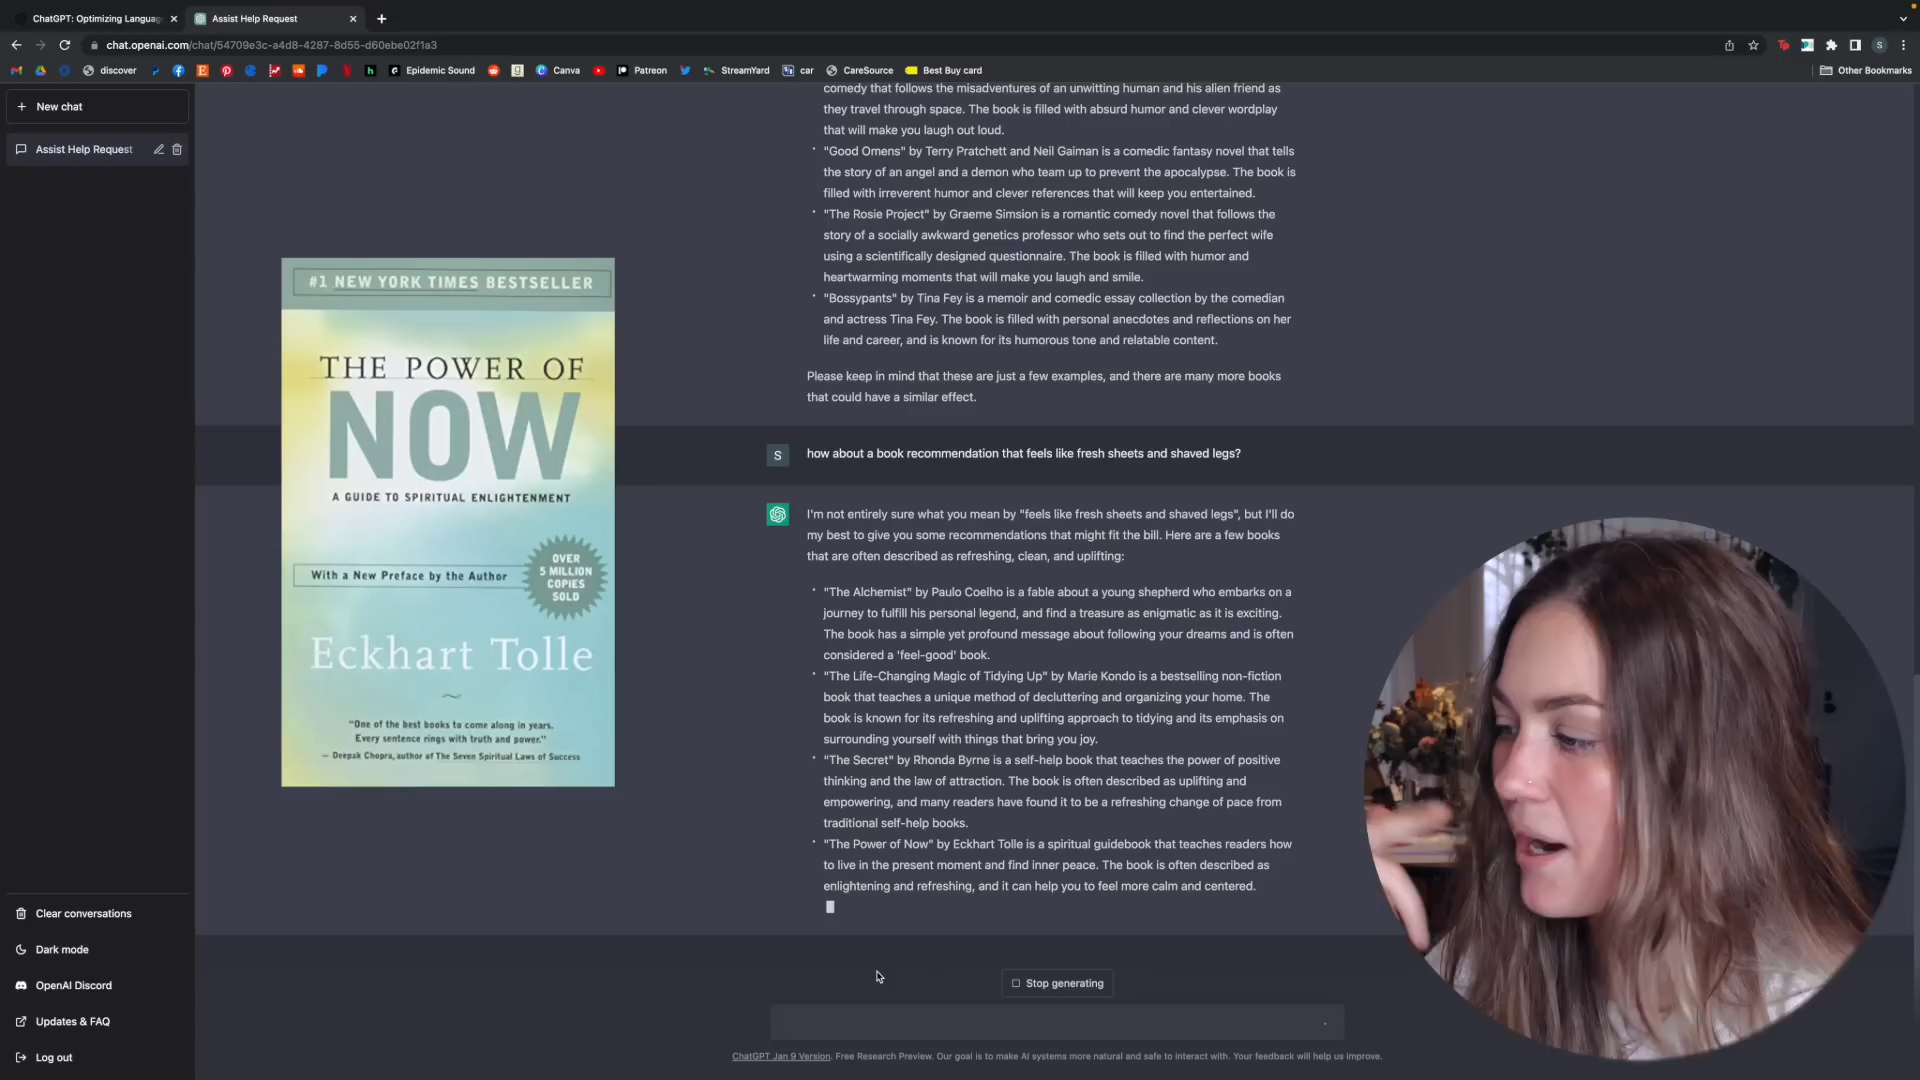 ChatGPT: Optimizing Langua
Assist Help Request
chat.openai.com/chat/54709e3c-a4d8-4287-8d55-d60ebe02f1a3
discover
Epidemic Sound
Canva
Patreon
StreamYard
car
CareSource
Best Buy card
Other Bookmarks
New chat
Assist Help Request
comedy that follows the misadventures of an unwitting human and his alien friend as
they travel through space. The book is filled with absurd humor and clever wordplay
that will make you laugh out loud.
"Good Omens" by Terry Pratchett and Neil Gaiman is a comedic fantasy novel that tells
the story of an angel and a demon who team up to prevent the apocalypse. The book is
filled with irreverent humor and clever references that will keep you entertained.
"The Rosie Project" by Graeme Simsion is a romantic comedy novel that follows the
story of a socially awkward genetics professor who sets out to find the perfect wife
using a scientifically designed questionnaire. The book is filled with humor and
heartwarming moments that will make you laugh and smile.
"Bossypants" by Tina Fey is a memoir and comedic essay collection by the comedian
and actress Tina Fey. The book is filled with personal anecdotes and reflections on her
life and career, and is known for its humorous tone and relatable content.
Please keep in mind that these are just a few examples, and there are many more books
that could have a similar effect.
S
how about a book recommendation that feels like fresh sheets and shaved legs?
I'm not entirely sure what you mean by "feels like fresh sheets and shaved legs", but I'll do
my best to give you some recommendations that might fit the bill. Here are a few books
that are often described as refreshing, clean, and uplifting:
"The Alchemist" by Paulo Coelho is a fable about a young shepherd who embarks on a
journey to fulfill his personal legend, and find a treasure as enigmatic as it is exciting.
The book has a simple yet profound message about following your dreams and is often
considered a 'feel-good' book.
"The Life-Changing Magic of Tidying Up" by Marie Kondo is a bestselling non-fiction
book that teaches a unique method of decluttering and organizing your home. The
book is known for its refreshing and uplifting approach to tidying and its emphasis on
surrounding yourself with things that bring you joy.
"The Secret" by Rhonda Byrne is a self-help book that teaches the power of positive
thinking and the law of attraction. The book is often described as uplifting and
empowering, and many readers have found it to be a refreshing change of pace from
traditional self-help books.
"The Power of Now" by Eckhart Tolle is a spiritual guidebook that teaches readers how
to live in the present moment and find inner peace. The book is often described as
enlightening and refreshing, and it can help you to feel more calm and centered.
#1 NEW YORK TIMES BESTSELLER
THE POWER OF
NOW
A GUIDE TO SPIRITUAL ENLIGHTENMENT
With a New Preface by the Author
OVER
5 MILLION
COPIES
SOLD
Eckhart Tolle
"One of the best books to come along in years.
Every sentence rings with truth and power."
— Deepak Chopra, author of The Seven Spiritual Laws of Success
Clear conversations
Dark mode
OpenAI Discord
Updates & FAQ
Log out
Stop generating
ChatGPT Jan 9 Version. Free Research Preview. Our goal is to make AI systems more natural and safe to interact with. Your feedback will help us improve.